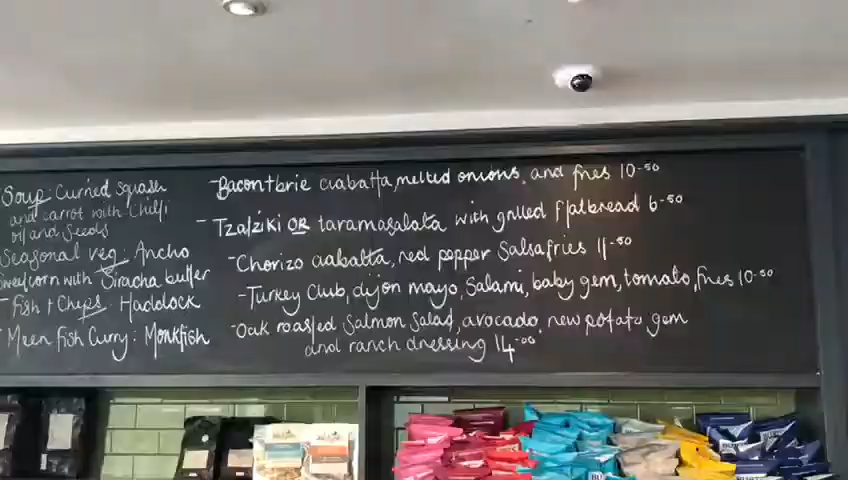 Soup: Curried squash
and carrot with Chilli
oil and Seeds
Seasonal veg: Ancho
Sweetcorn with Siracha butter
- Fish + Chips: Haddock
Meen Fish Curry: Monkfish
- Bacon + brie ciabatta, melted onions, and fries 10-50
- Tzatziki OR taramasalata with grilled flatbread 6-50
- Chorizo ciabatta, red pepper Salsa fries 11-50
- Turkey Club, dijon mayo, Salami, baby gem, tomato, fries 10-00
- Oak roasted Salmon Salad, avocado, new potato, gem
and ranch dressing 14-00